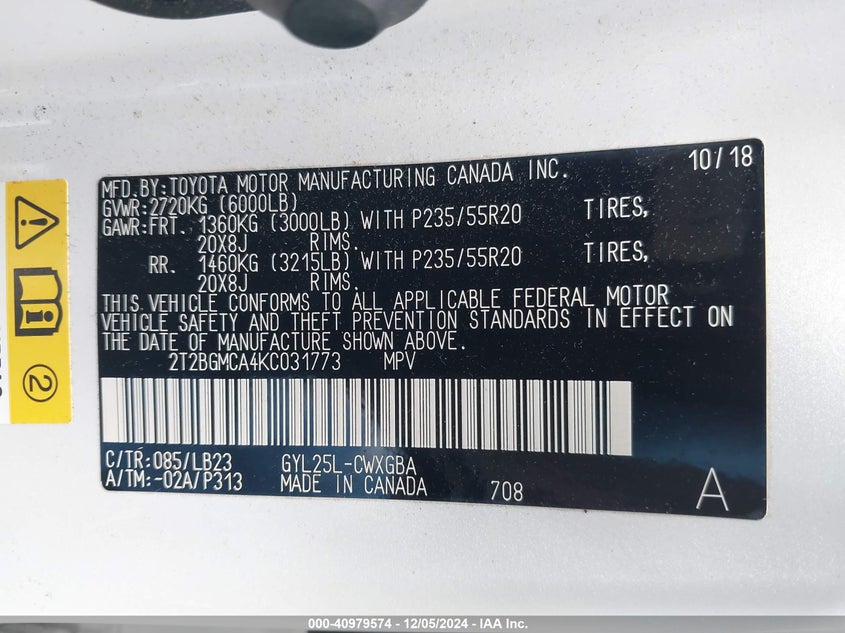 MFD.BY:TOYOTA MOTOR MANUFACTURING CANADA INC. 10/18
GVWR:2720KG (6000LB)
GAWR:FRT. 1360KG (3000LB) WITH P235/55R20 TIRES,
20X8J RIMS.
RR. 1460KG (3215LB) WITH P235/55R20 TIRES,
20X8J RIMS.
THIS VEHICLE CONFORMS TO ALL APPLICABLE FEDERAL MOTOR
VEHICLE SAFETY AND THEFT PREVENTION STANDARDS IN EFFECT ON
THE DATE OF MANUFACTURE SHOWN ABOVE.
2T2BGMCA4KC031773 MPV
C/TR:085/LB23 GYL25L-CWXGBA
A/TM:-02A/P313 MADE IN CANADA 708 A
2
000-40979574 | 12/05/2024 - IAA Inc.